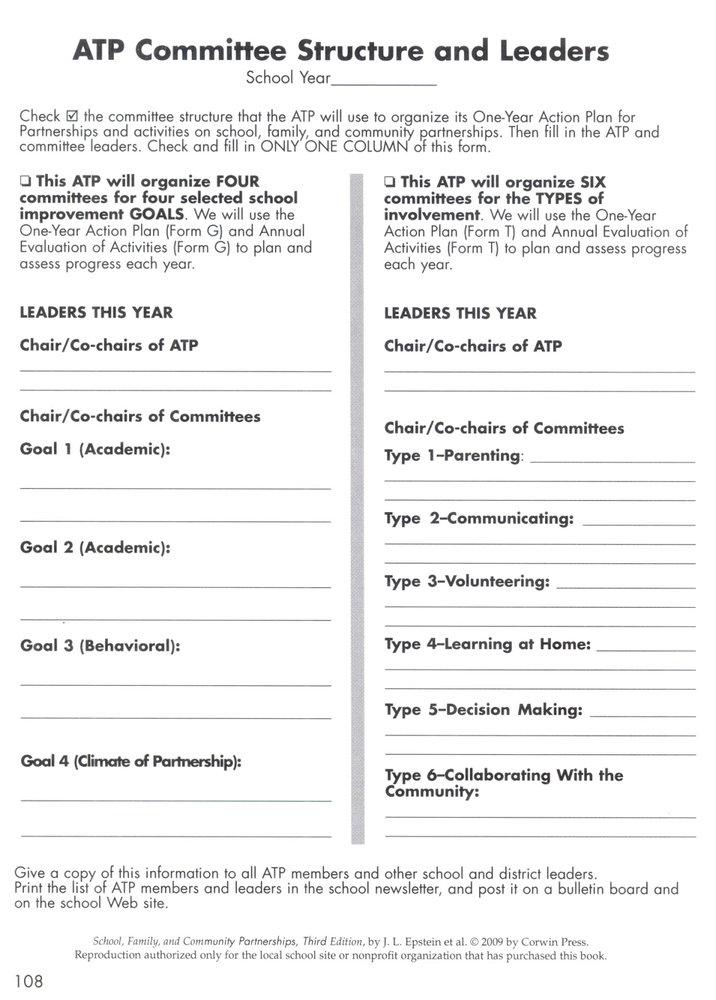 ATP Committee Structure and Leaders
School Year____________
Check ☑ the committee structure that the ATP will use to organize its One-Year Action Plan for
Partnerships and activities on school, family, and community partnerships. Then fill in the ATP and
committee leaders. Check and fill in ONLY ONE COLUMN of this form.
❏ This ATP will organize FOUR
committees for four selected school
improvement GOALS. We will use the
One-Year Action Plan (Form G) and Annual
Evaluation of Activities (Form G) to plan and
assess progress each year.
LEADERS THIS YEAR
Chair/Co-chairs of ATP
Chair/Co-chairs of Committees
Goal 1 (Academic):
Goal 2 (Academic):
Goal 3 (Behavioral):
Goal 4 (Climate of Partnership):
❏ This ATP will organize SIX
committees for the TYPES of
involvement. We will use the One-Year
Action Plan (Form T) and Annual Evaluation of
Activities (Form T) to plan and assess progress
each year.
LEADERS THIS YEAR
Chair/Co-chairs of ATP
Chair/Co-chairs of Committees
Type 1–Parenting:
Type 2–Communicating:
Type 3–Volunteering:
Type 4–Learning at Home:
Type 5–Decision Making:
Type 6–Collaborating With the
Community:
Give a copy of this information to all ATP members and other school and district leaders.
Print the list of ATP members and leaders in the school newsletter, and post it on a bulletin board and
on the school Web site.
School, Family, and Community Partnerships, Third Edition, by J. L. Epstein et al. © 2009 by Corwin Press.
Reproduction authorized only for the local school site or nonprofit organization that has purchased this book.
108